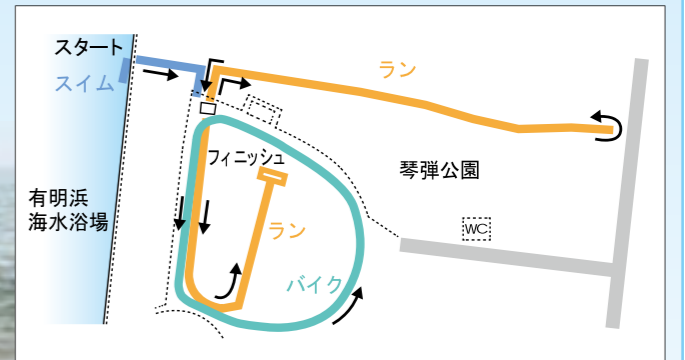 スタート
スイム
ラン
フィニッシュ
琴弾公園
有明浜
海水浴場
ラン
WC
バイク